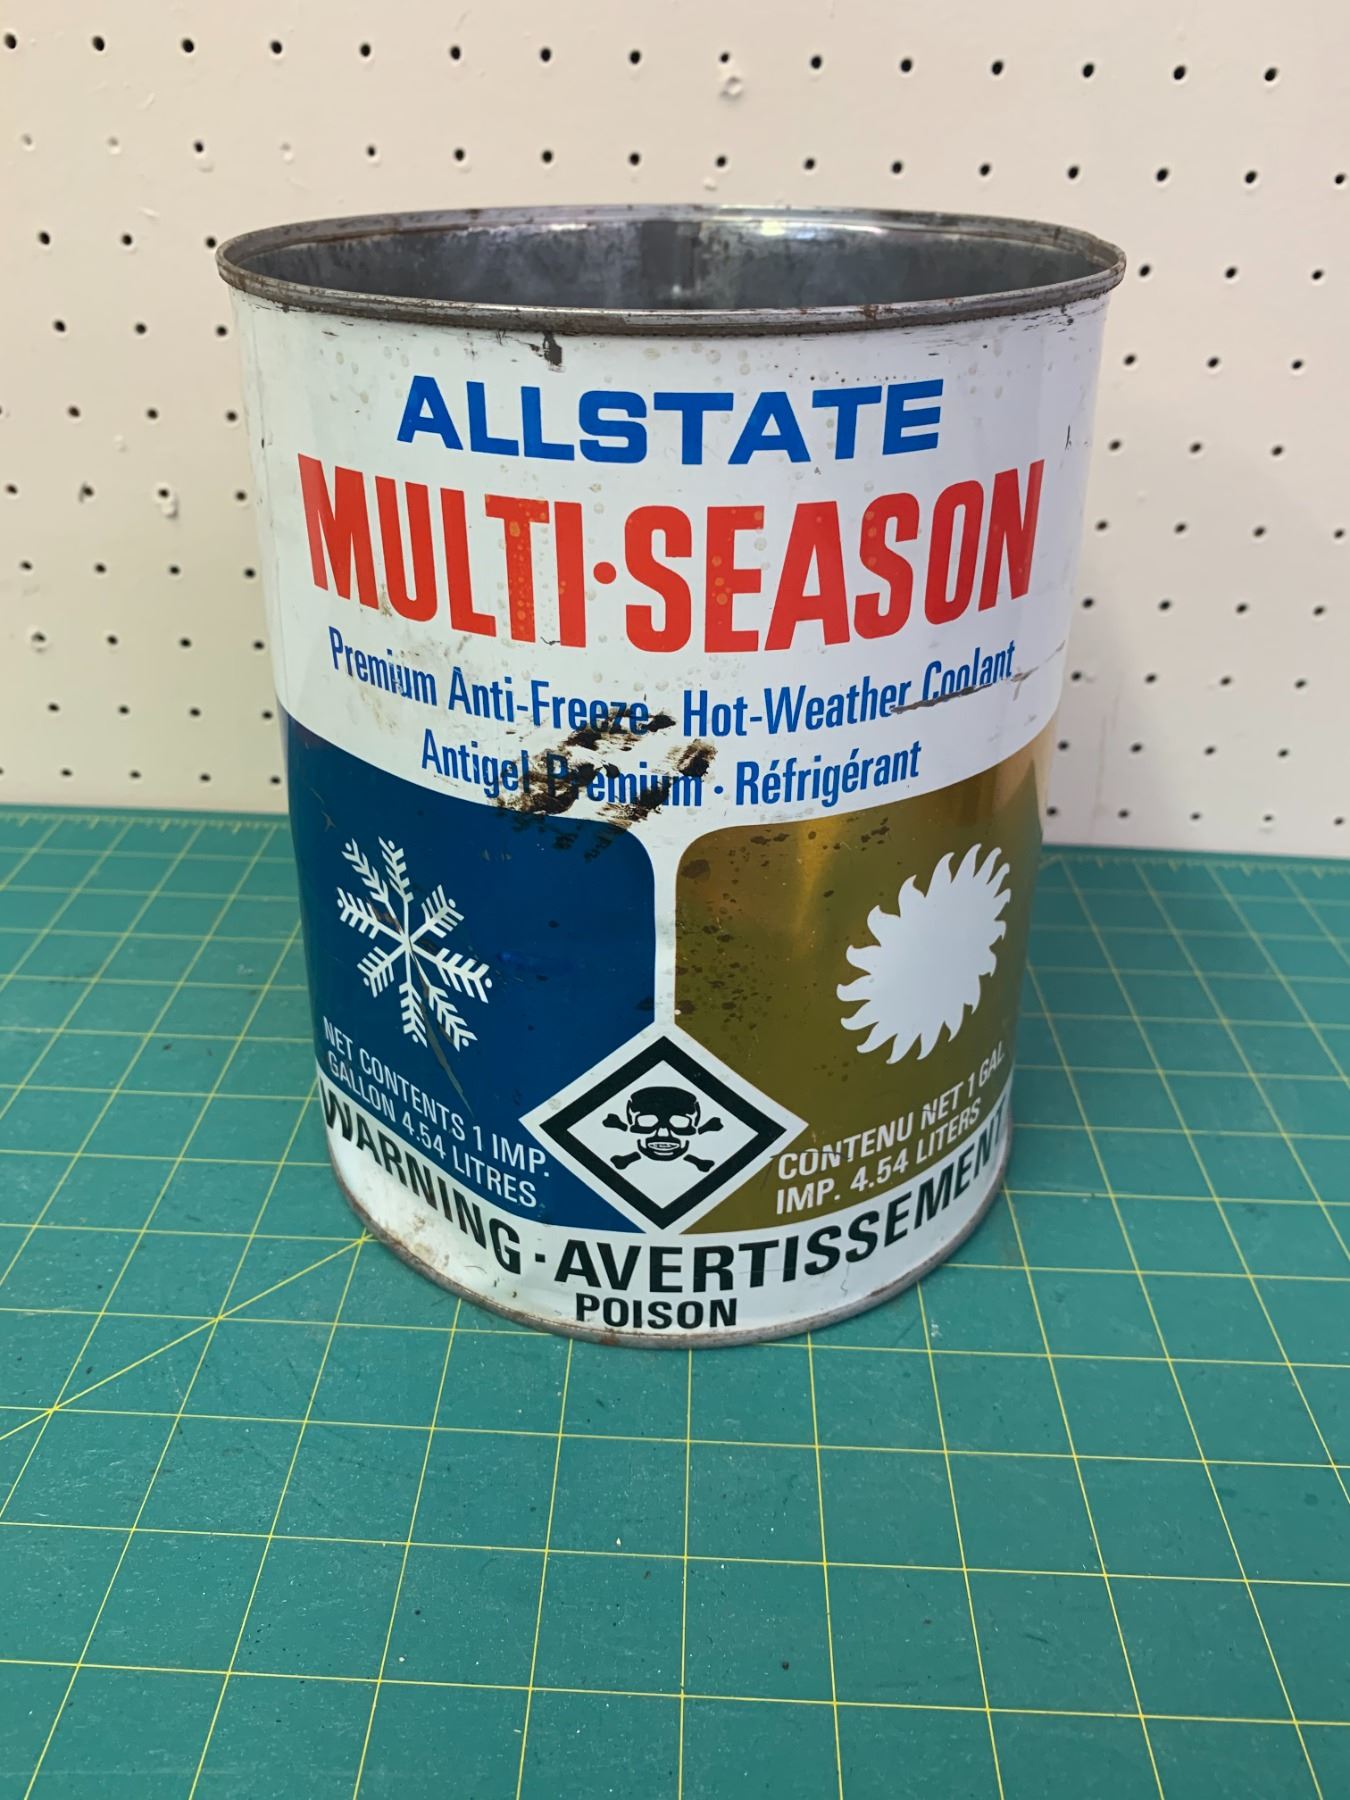 ALLSTATE
MULTI·SEASON
Premium Anti-Freeze · Hot-Weather Coolant
Antigel Premium · Réfrigérant
NET CONTENTS 1 IMP.
GALLON 4.54 LITRES
CONTENU NET 1 GAL.
IMP. 4.54 LITERS
WARNING · AVERTISSEMENT
POISON